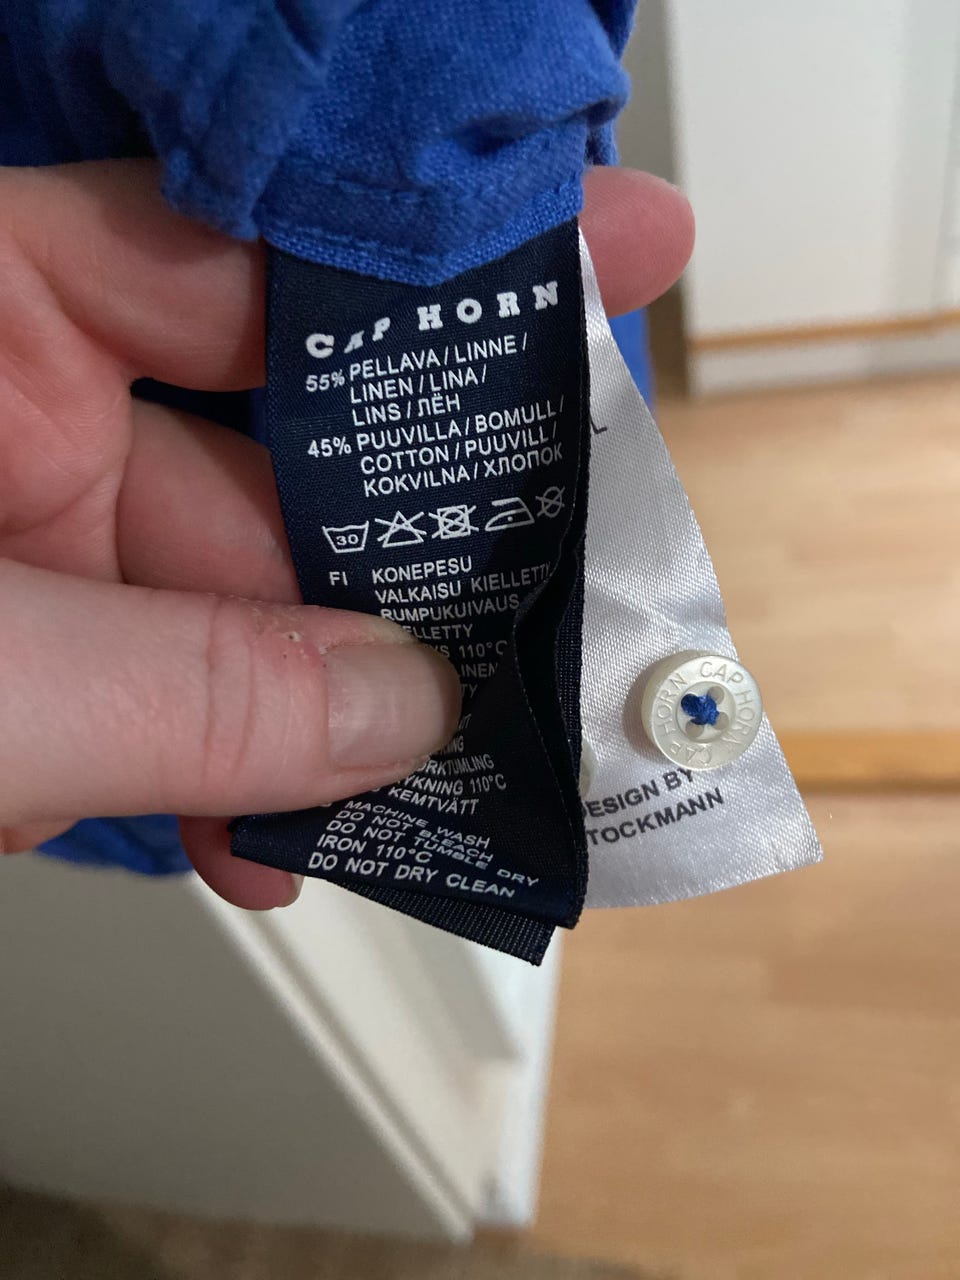 CAP HORN
55% PELLAVA / LINNE /
LINEN / LINA /
LINS / ЛЁН
45% PUUVILLA / BOMULL /
COTTON / PUUVILL /
KOKVILNA / ХЛОПОК
30
FI KONEPESU
VALKAISU KIELLETTY
RUMPUKUIVAUS
110°C
110°C
KEMTVÄTT
MACHINE WASH
DO NOT BLEACH
DO NOT TUMBLE DRY
IRON 110°C
DO NOT DRY CLEAN
L
CAP HORN CAP HORN
DESIGN BY
STOCKMANN